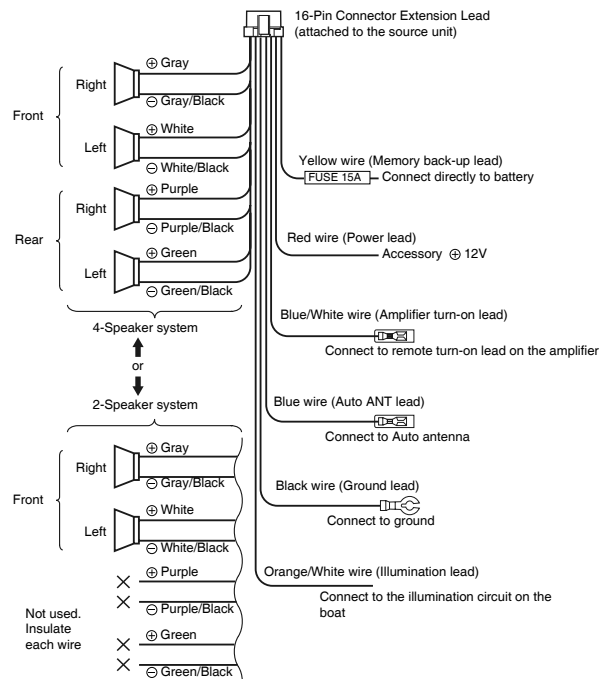 16-Pin Connector Extension Lead
(attached to the source unit)
Front
Right
⊕ Gray
⊖ Gray/Black
Left
⊕ White
⊖ White/Black
Rear
Right
⊕ Purple
⊖ Purple/Black
Left
⊕ Green
⊖ Green/Black
4-Speaker system
or
2-Speaker system
Front
Right
⊕ Gray
⊖ Gray/Black
Left
⊕ White
⊖ White/Black
⊕ Purple
⊖ Purple/Black
Not used.
Insulate
each wire
⊕ Green
⊖ Green/Black
Yellow wire (Memory back-up lead)
FUSE 15A
Connect directly to battery
Red wire (Power lead)
Accessory ⊕ 12V
Blue/White wire (Amplifier turn-on lead)
Connect to remote turn-on lead on the amplifier
Blue wire (Auto ANT lead)
Connect to Auto antenna
Black wire (Ground lead)
Connect to ground
Orange/White wire (Illumination lead)
Connect to the illumination circuit on the
boat